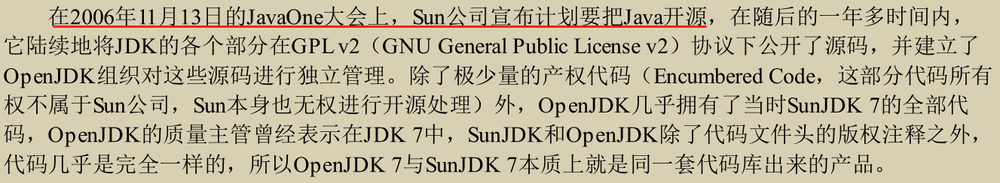 在2006年11月13日的JavaOne大会上，Sun公司宣布计划要把Java开源，在随后的一年多时间内，
它陆续地将JDK的各个部分在GPL v2（GNU General Public License v2）协议下公开了源码，并建立了
OpenJDK组织对这些源码进行独立管理。除了极少量的产权代码（Encumbered Code，这部分代码所有
权不属于Sun公司，Sun本身也无权进行开源处理）外，OpenJDK几乎拥有了当时SunJDK 7的全部代
码，OpenJDK的质量主管曾经表示在JDK 7中，SunJDK和OpenJDK除了代码文件头的版权注释之外，
代码几乎是完全一样的，所以OpenJDK 7与SunJDK 7本质上就是同一套代码库出来的产品。